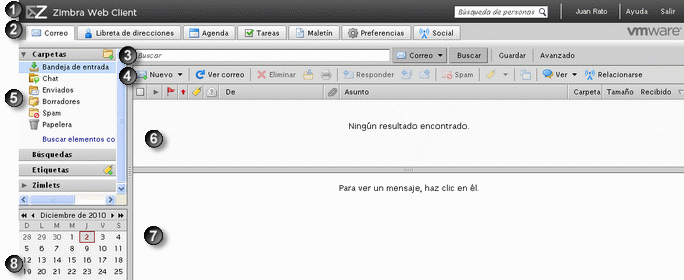 1 Zimbra Web Client Búsqueda de personas Juan Rato Ayuda Salir
2 Correo Libreta de direcciones Agenda Tareas Maletín Preferencias Social vmware
Carpetas 3 Buscar Correo Buscar Guardar Avanzado
Bandeja de entrada 4 Nuevo Ver correo Eliminar Responder Spam Ver Relacionarse
Chat
De Asunto Carpeta Tamaño Recibido
5 Enviados
Borradores
Spam
Papelera
6 Ningún resultado encontrado.
Buscar elementos co
Búsquedas
Etiquetas
Zimlets
Para ver un mensaje, haz clic en él.
Diciembre de 2010
D L M M J V S
28 29 30 1 2 3 4
7
5 6 7 8 9 10 11
8 12 13 14 15 16 17 18
19 20 21 22 23 24 25